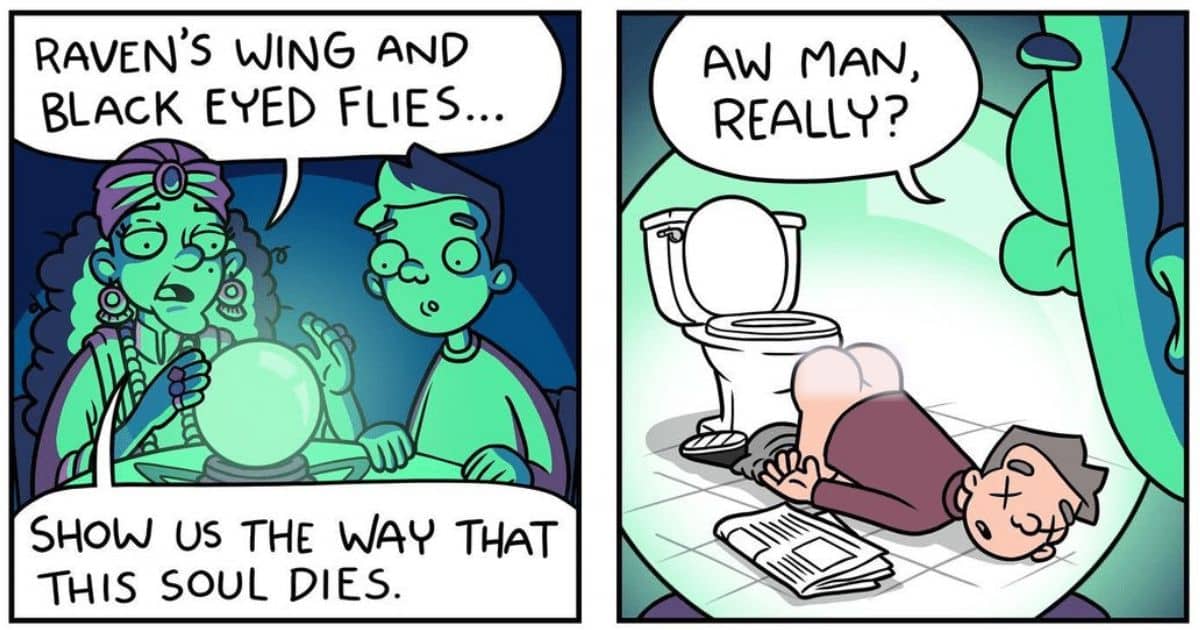 RAVEN'S WING AND
BLACK EYED FLIES...
SHOW US THE WAY THAT
THIS SOUL DIES.
AW MAN,
REALLY?